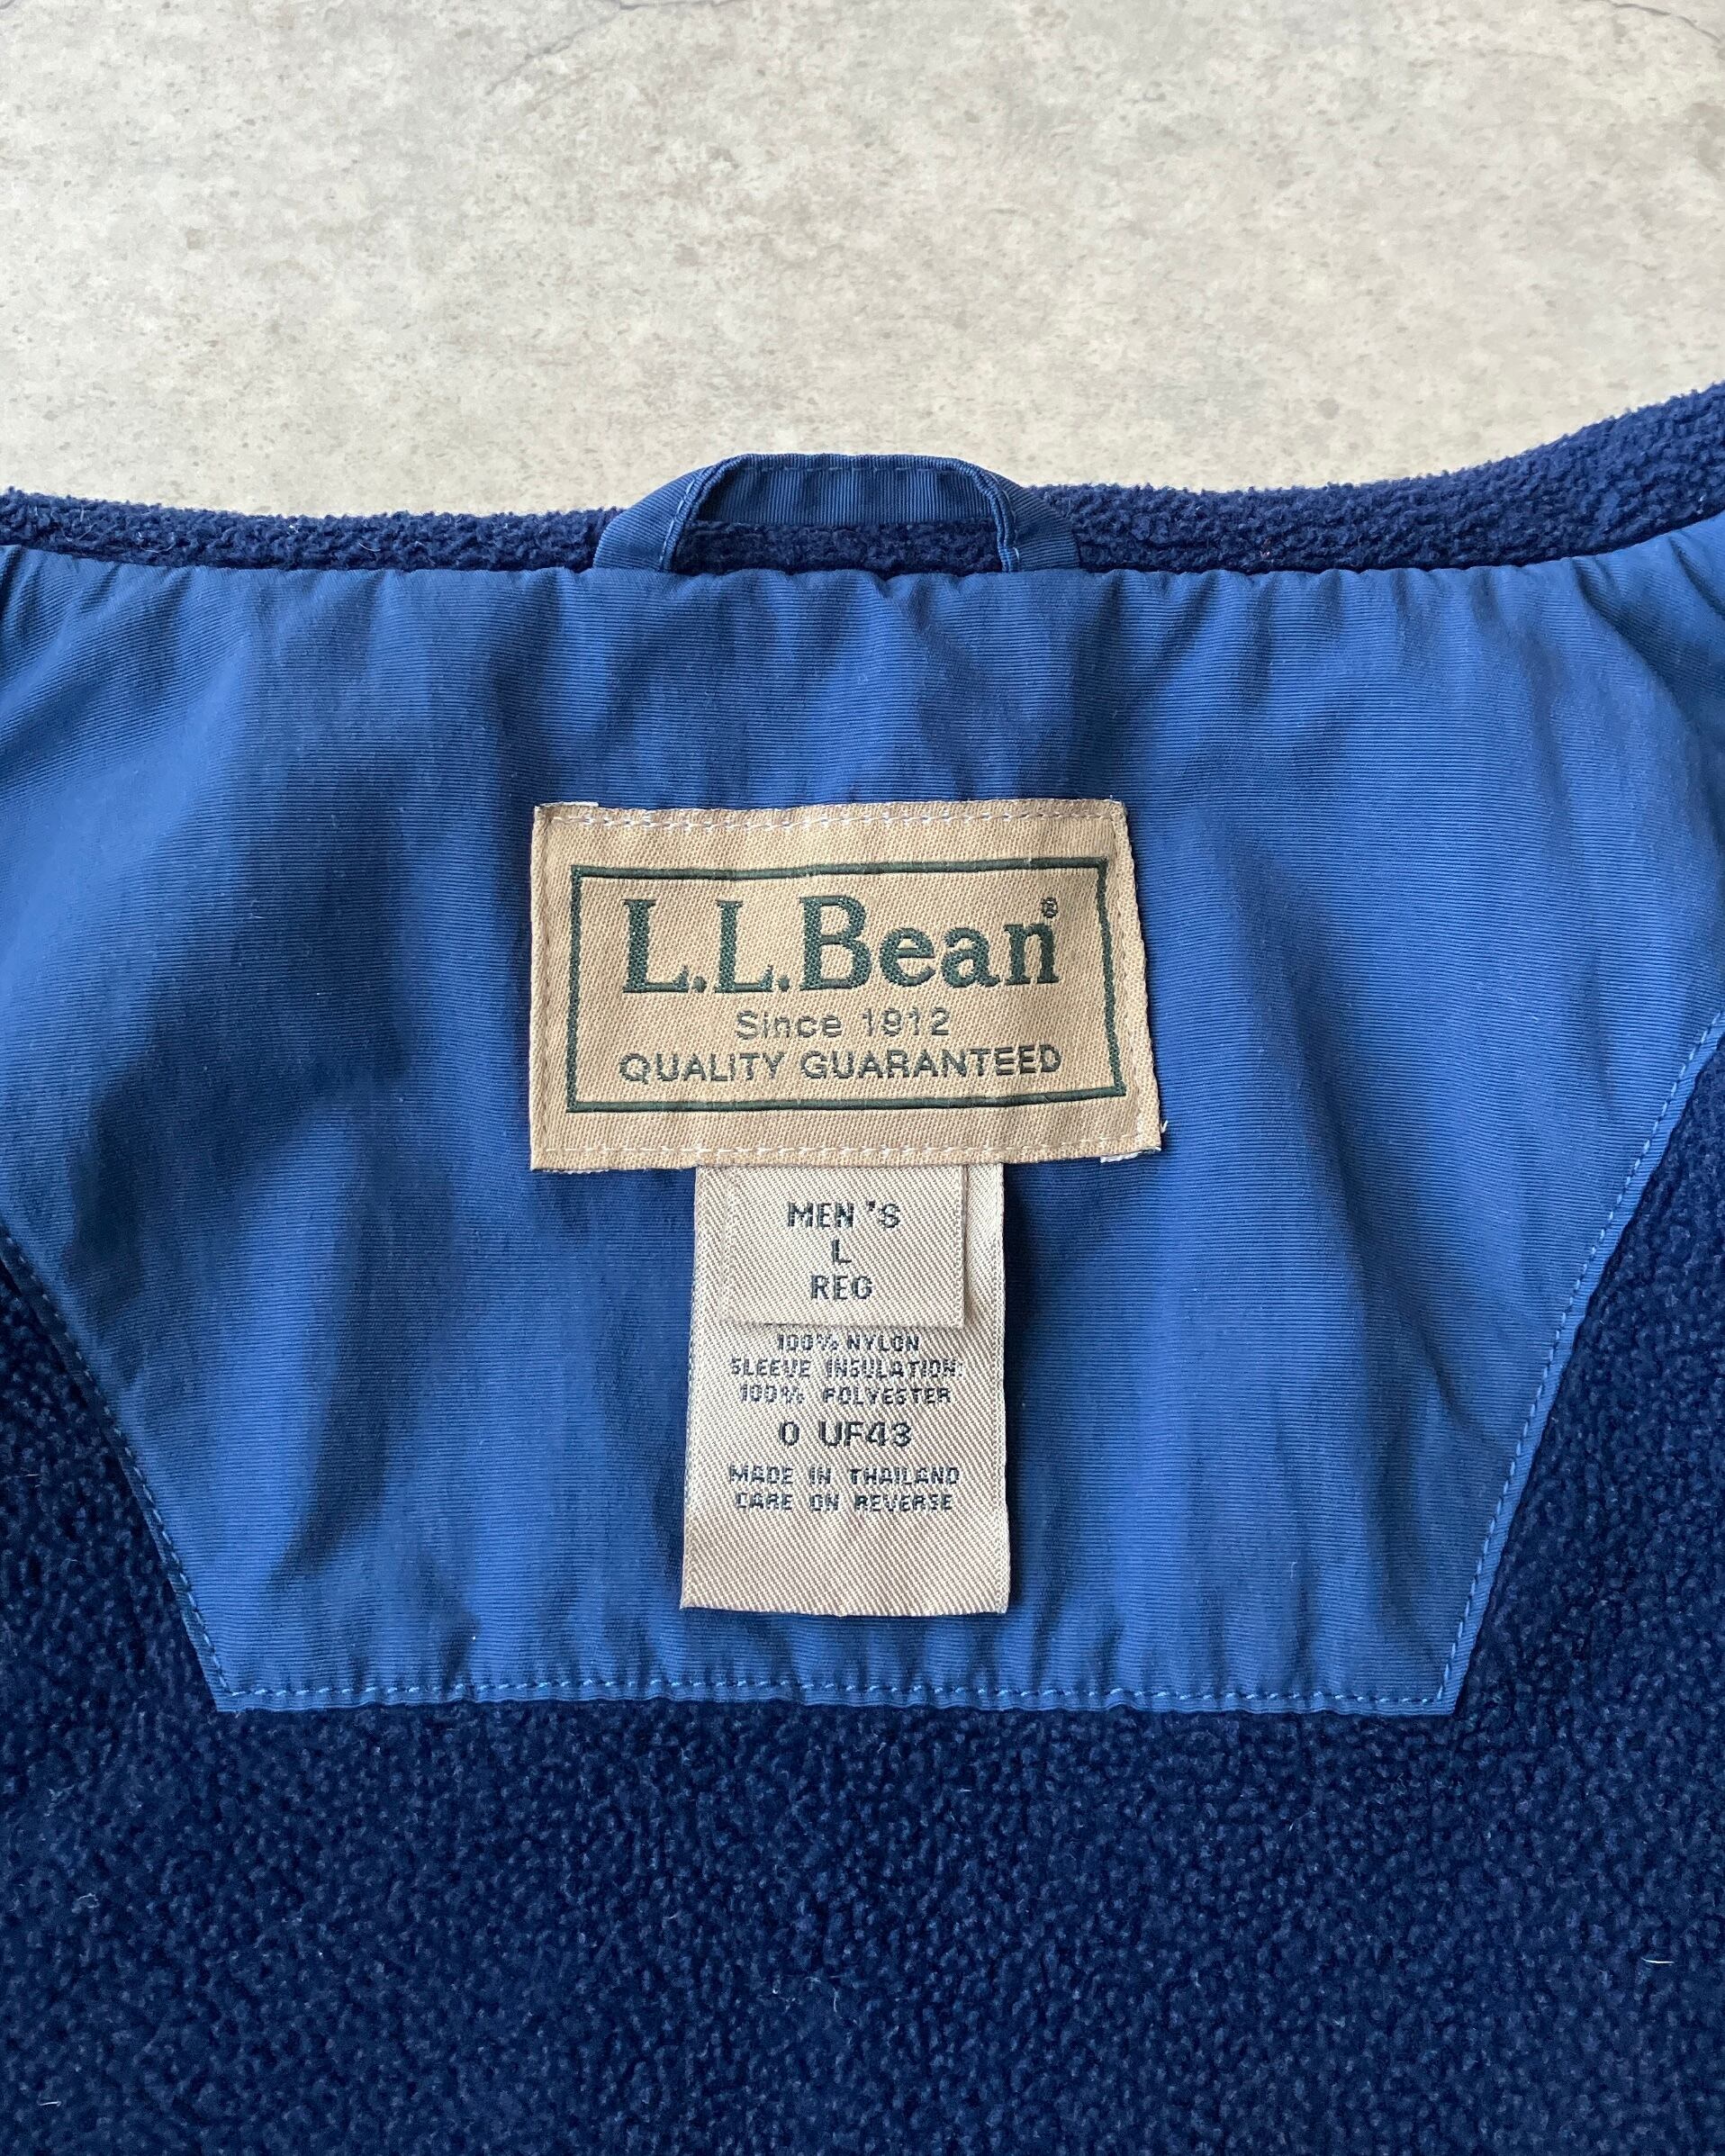 L.L.Bean®
Since 1912
QUALITY GUARANTEED
MEN'S
L
REG
100% NYLON
SLEEVE INSULATION:
100% POLYESTER
0 UF43
MADE IN THAILAND
CARE ON REVERSE